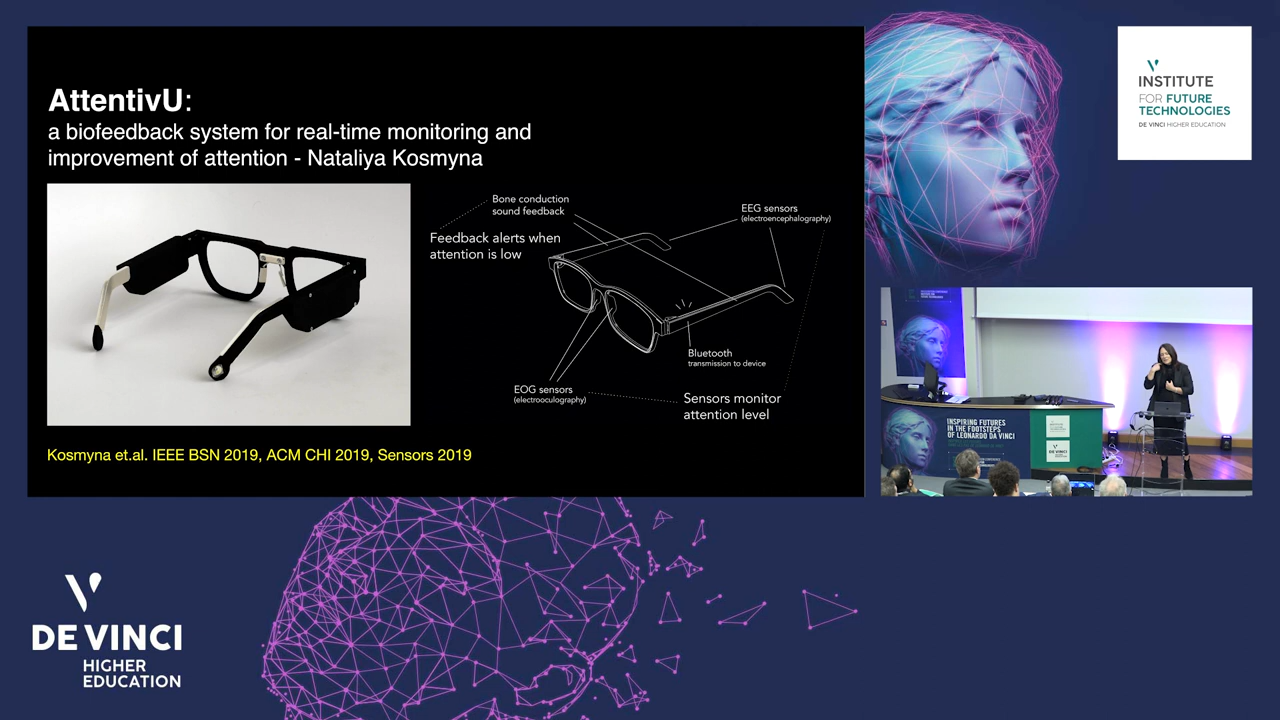 AttentivU:
a biofeedback system for real-time monitoring and
improvement of attention - Nataliya Kosmyna
Bone conduction
sound feedback
Feedback alerts when
attention is low
EEG sensors
(electroencephalography)
Bluetooth
transmission to device
EOG sensors
(electrooculography)
Sensors monitor
attention level
Kosmyna et.al. IEEE BSN 2019, ACM CHI 2019, Sensors 2019
INSTITUTE
FOR FUTURE
TECHNOLOGIES
DE VINCI HIGHER EDUCATION
INSPIRING FUTURES
IN THE FOOTSTEPS
OF LEONARDO DA VINCI
DE VINCI
DE VINCI
HIGHER
EDUCATION